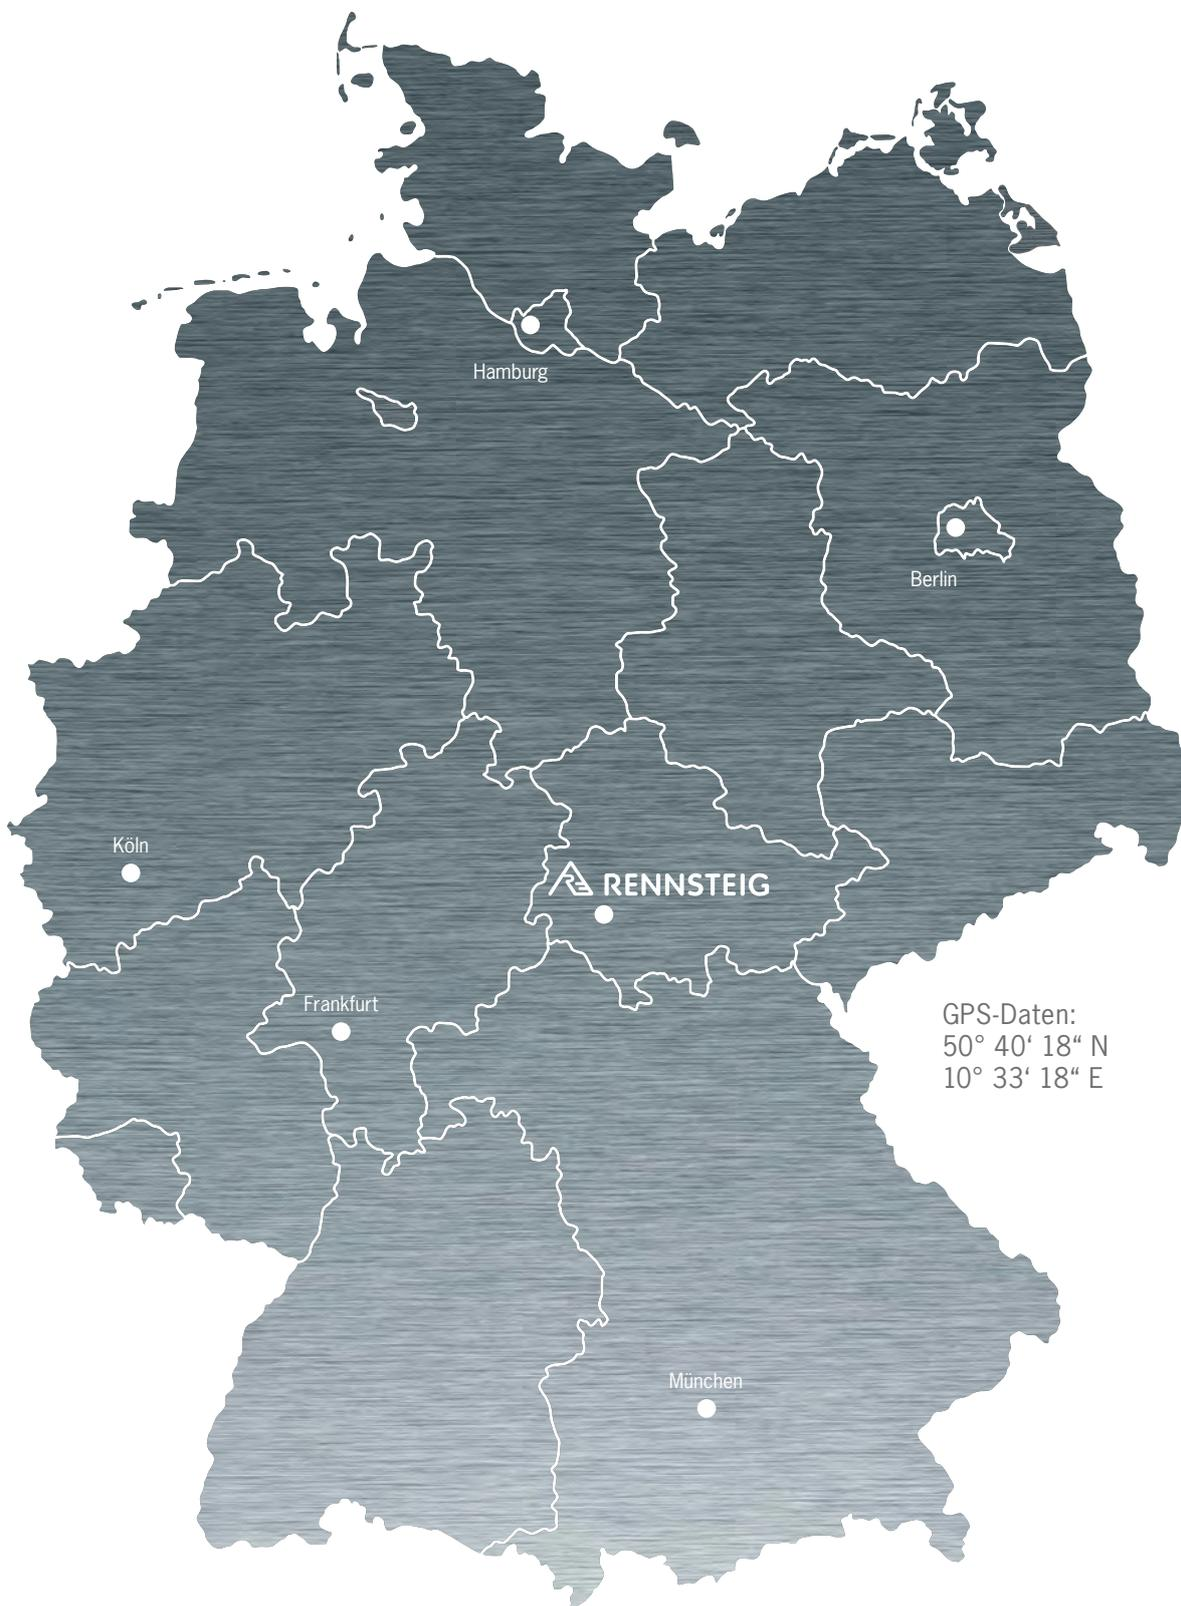 Hamburg
Berlin
Köln
RENNSTEIG
Frankfurt
GPS-Daten:
50° 40‘ 18“ N
10° 33‘ 18“ E
München